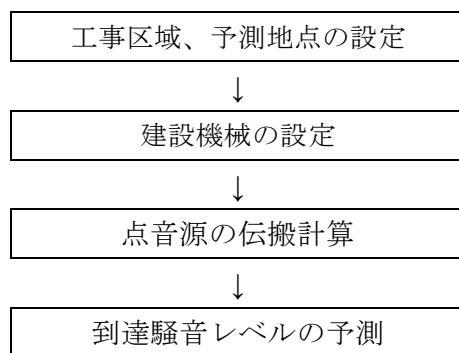 工事区域、予測地点の設定
↓
建設機械の設定
↓
点音源の伝搬計算
↓
到達騒音レベルの予測